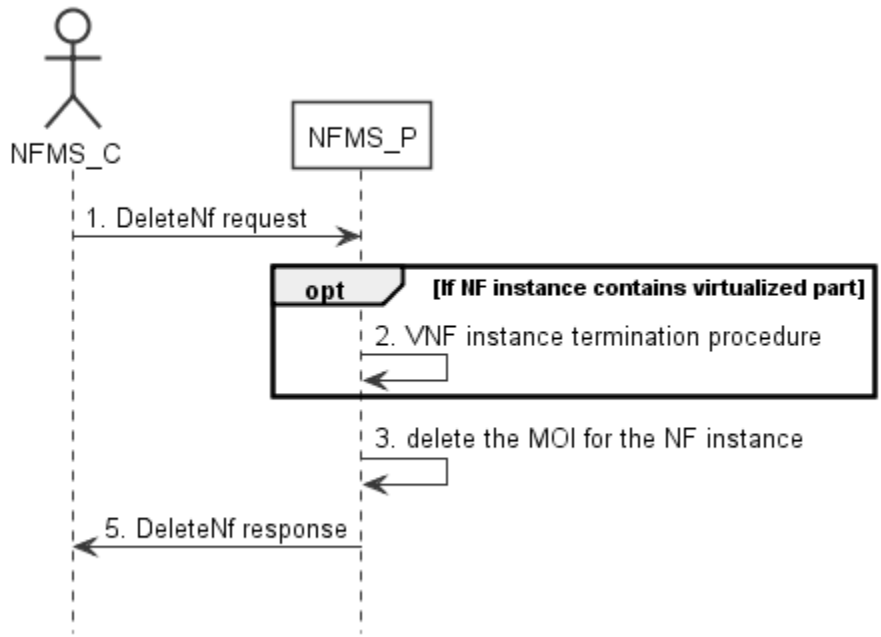 NFMS_C
NFMS_P
1. DeleteNf request
opt
[If NF instance contains virtualized part]
2. VNF instance termination procedure
3. delete the MOI for the NF instance
5. DeleteNf response